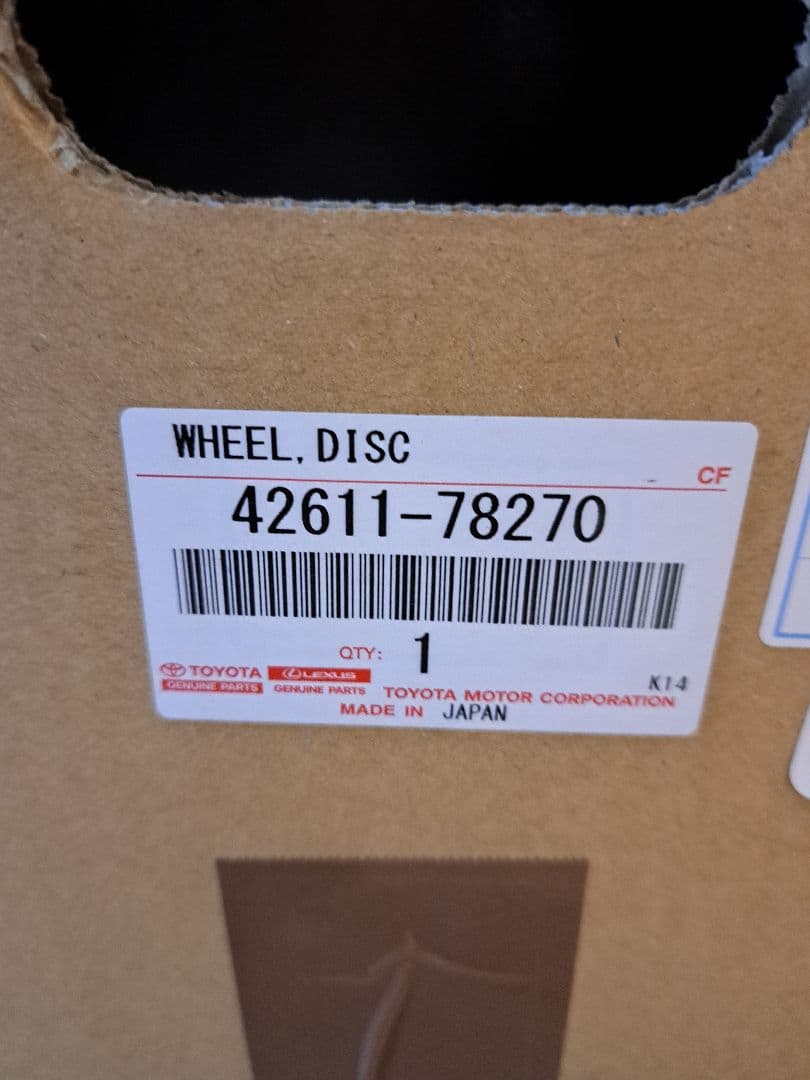 WHEEL, DISC
CF
42611-78270
QTY: 1
TOYOTA LEXUS K14
GENUINE PARTS GENUINE PARTS TOYOTA MOTOR CORPORATION
MADE IN JAPAN